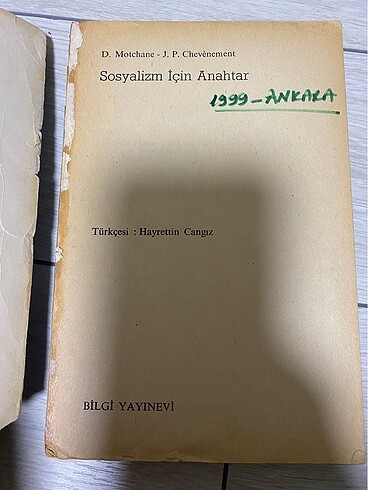 D. Motchane - J. P. Chevènement
Sosyalizm İçin Anahtar
1999 - ANKARA
Türkçesi : Hayrettin Cangız
BİLGİ YAYINEVİ